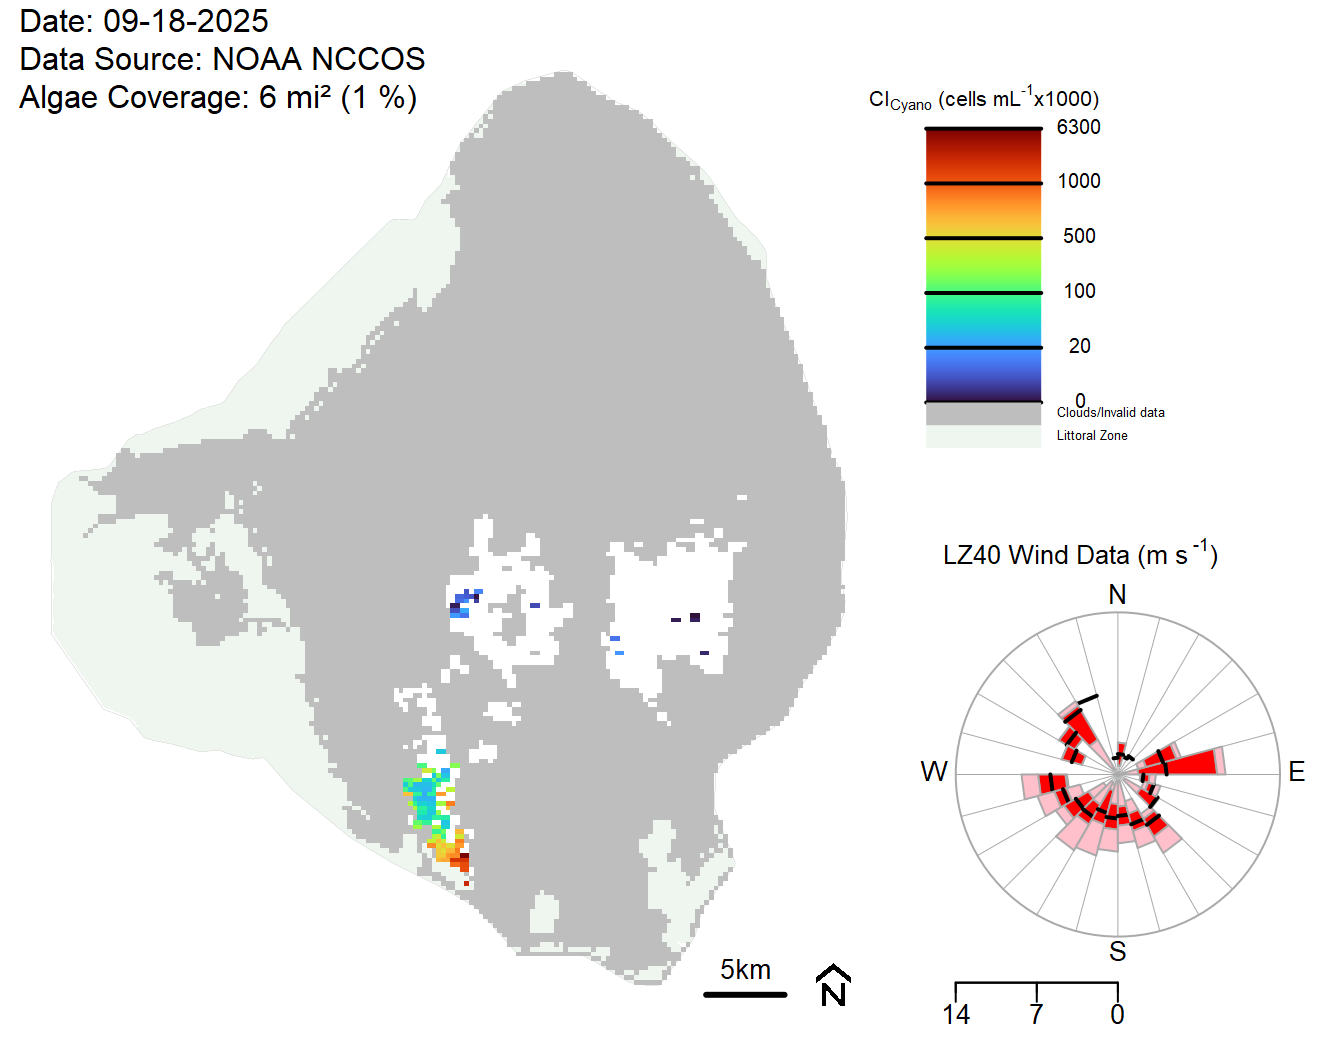 Date: 09-18-2025
Data Source: NOAA NCCOS
Algae Coverage: 6 mi² (1 %)
CICyano (cells mL-1x1000)
6300
1000
500
100
20
0
Clouds/Invalid data
Littoral Zone
LZ40 Wind Data (m s-1)
N
W
E
S
14 7 0
5km
N